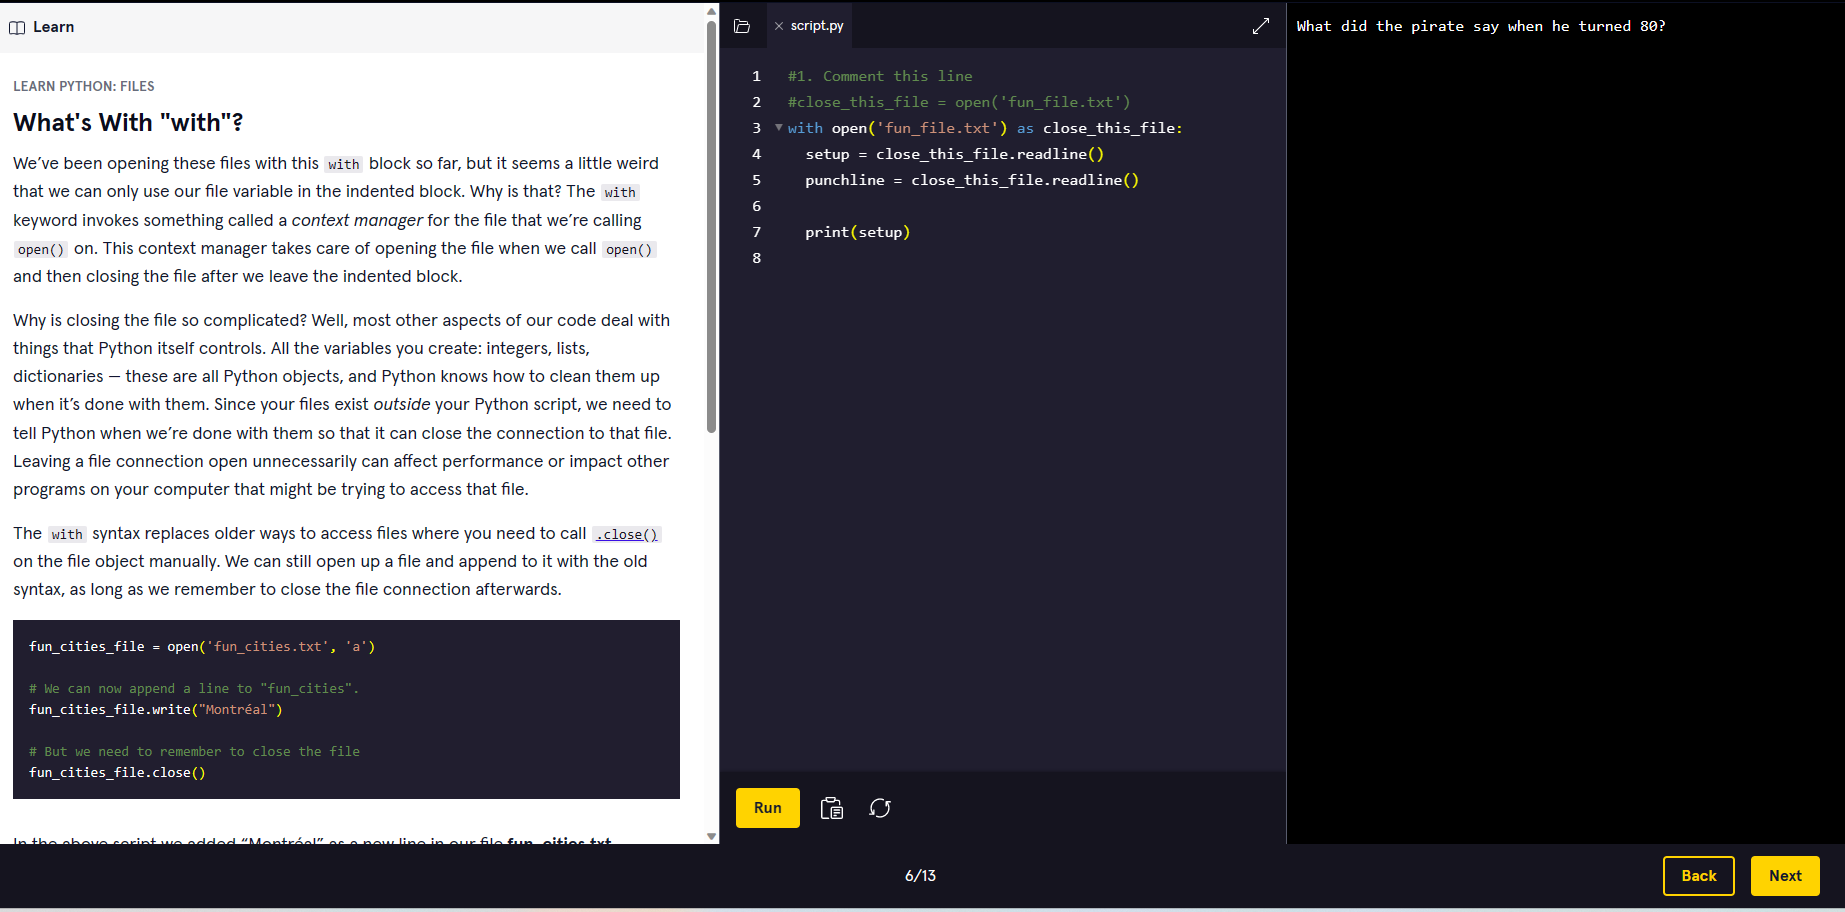 Learn
LEARN PYTHON: FILES
What's With "with"?
We've been opening these files with this with block so far, but it seems a little weird
that we can only use our file variable in the indented block. Why is that? The with
keyword invokes something called a context manager for the file that we're calling
open() on. This context manager takes care of opening the file when we call open()
and then closing the file after we leave the indented block.
Why is closing the file so complicated? Well, most other aspects of our code deal with
things that Python itself controls. All the variables you create: integers, lists,
dictionaries — these are all Python objects, and Python knows how to clean them up
when it's done with them. Since your files exist outside your Python script, we need to
tell Python when we're done with them so that it can close the connection to that file.
Leaving a file connection open unnecessarily can affect performance or impact other
programs on your computer that might be trying to access that file.
The with syntax replaces older ways to access files where you need to call .close()
on the file object manually. We can still open up a file and append to it with the old
syntax, as long as we remember to close the file connection afterwards.
fun_cities_file = open('fun_cities.txt', 'a')
# We can now append a line to "fun_cities".
fun_cities_file.write("Montréal")
# But we need to remember to close the file
fun_cities_file.close()
In the above script we added “Montréal” as a new line in our file fun_cities.txt.
script.py
1 #1. Comment this line
2 #close_this_file = open('fun_file.txt')
3 with open('fun_file.txt') as close_this_file:
4 setup = close_this_file.readline()
5 punchline = close_this_file.readline()
6
7 print(setup)
8
Run
What did the pirate say when he turned 80?
6/13
Back
Next